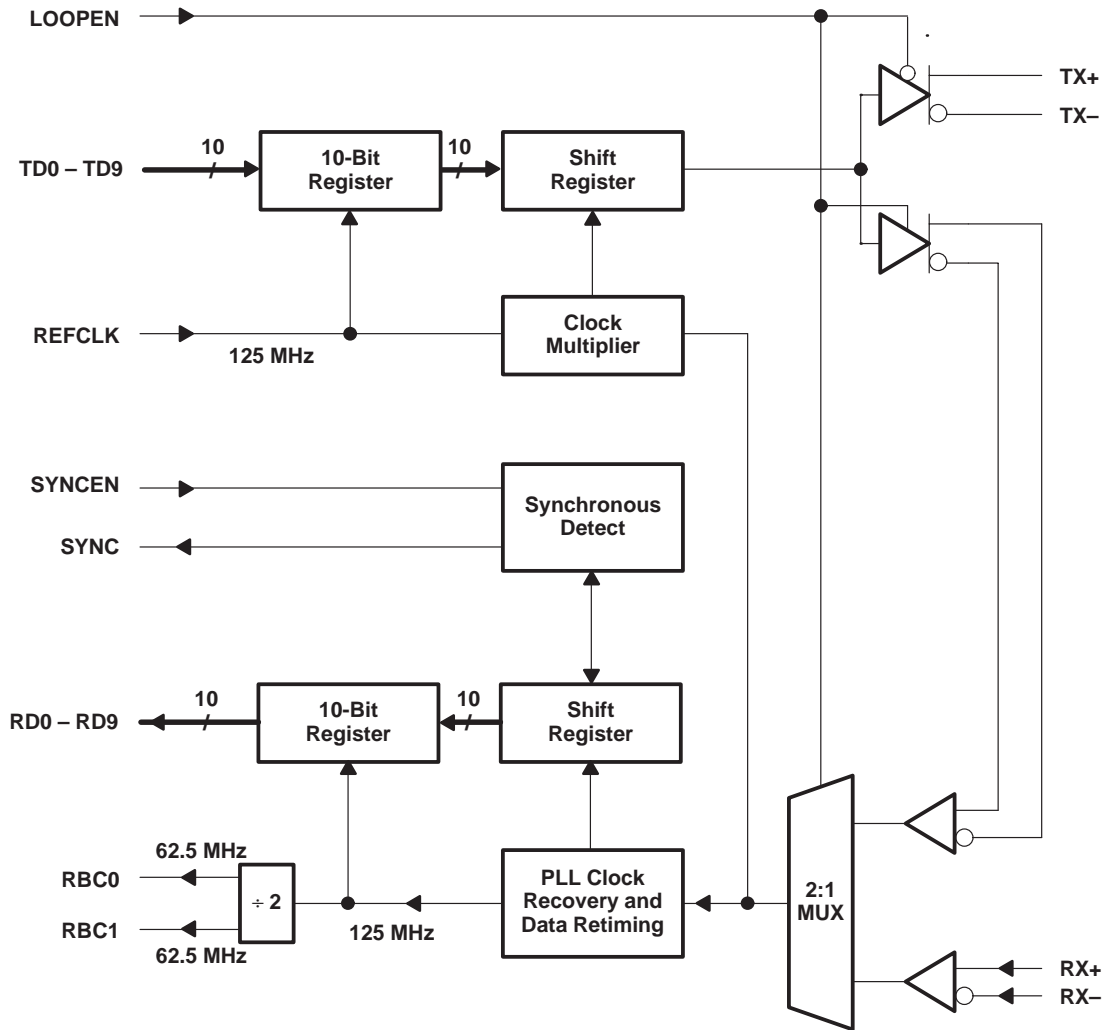 LOOPEN
TX+
TX–
TD0 – TD9
10
10-Bit
Register
10
Shift
Register
REFCLK
125 MHz
Clock
Multiplier
SYNCEN
SYNC
Synchronous
Detect
RD0 – RD9
10
10-Bit
Register
10
Shift
Register
RBC0
62.5 MHz
÷ 2
RBC1
62.5 MHz
125 MHz
PLL Clock
Recovery and
Data Retiming
2:1
MUX
RX+
RX–